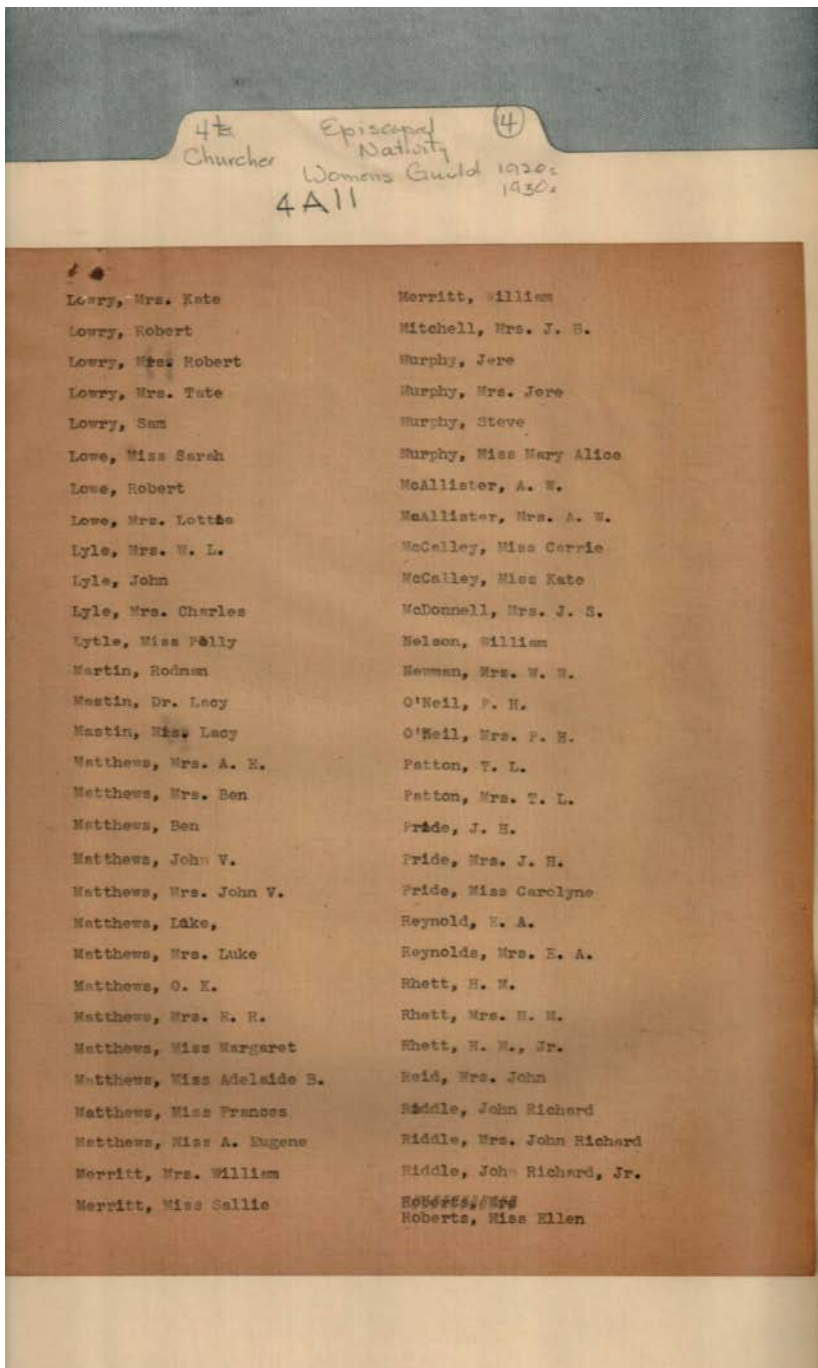 4ts Episcopal 4
Churches Nativity
Womens Guild 1920s
1930s
4A11
Lowry, Mrs. Kate
Lowry, Robert
Lowry, Mrs. Robert
Lowry, Mrs. Tate
Lowry, Sam
Lowe, Miss Sarah
Lowe, Robert
Lowe, Mrs. Lottie
Lyle, Mrs. W. L.
Lyle, John
Lyle, Mrs. Charles
Lytle, Miss Polly
Martin, Rodman
Mastin, Dr. Lacy
Mastin, Mrs. Lacy
Matthews, Mrs. A. E.
Matthews, Mrs. Ben
Matthews, Ben
Matthews, John V.
Matthews, Mrs. John V.
Matthews, Luke,
Matthews, Mrs. Luke
Matthews, O. K.
Matthews, Mrs. E. R.
Matthews, Miss Margaret
Matthews, Miss Adelaide B.
Matthews, Miss Frances
Matthews, Miss A. Eugene
Merritt, Mrs. William
Merritt, Miss Sallie
Merritt, William
Mitchell, Mrs. J. B.
Murphy, Jere
Murphy, Mrs. Jere
Murphy, Steve
Murphy, Miss Mary Alice
McAllister, A. W.
McAllister, Mrs. A. W.
McCalley, Miss Carrie
McCalley, Miss Kate
McDonnell, Mrs. J. S.
Nelson, William
Newman, Mrs. W. W.
O'Neil, P. H.
O'Neil, Mrs. P. H.
Patton, T. L.
Patton, Mrs. T. L.
Pride, J. H.
Pride, Mrs. J. H.
Pride, Miss Carolyne
Reynold, E. A.
Reynolds, Mrs. E. A.
Rhett, H. M.
Rhett, Mrs. H. M.
Rhett, H. M., Jr.
Reid, Mrs. John
Riddle, John Richard
Riddle, Mrs. John Richard
Riddle, John Richard, Jr.
Roberts, Miss Ellen